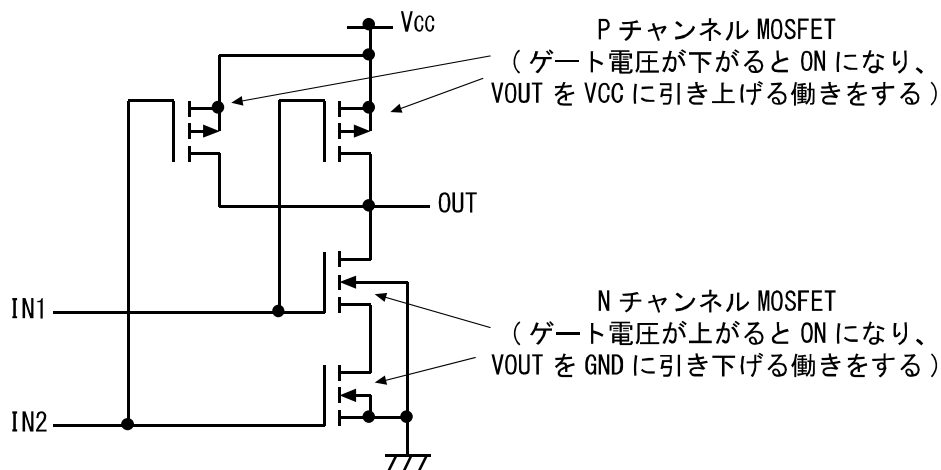 VCC
P チャンネル MOSFET
( ゲート電圧が下がると ON になり、
VOUT を VCC に引き上げる働きをする )
OUT
IN1
N チャンネル MOSFET
( ゲート電圧が上がると ON になり、
VOUT を GND に引き下げる働きをする )
IN2